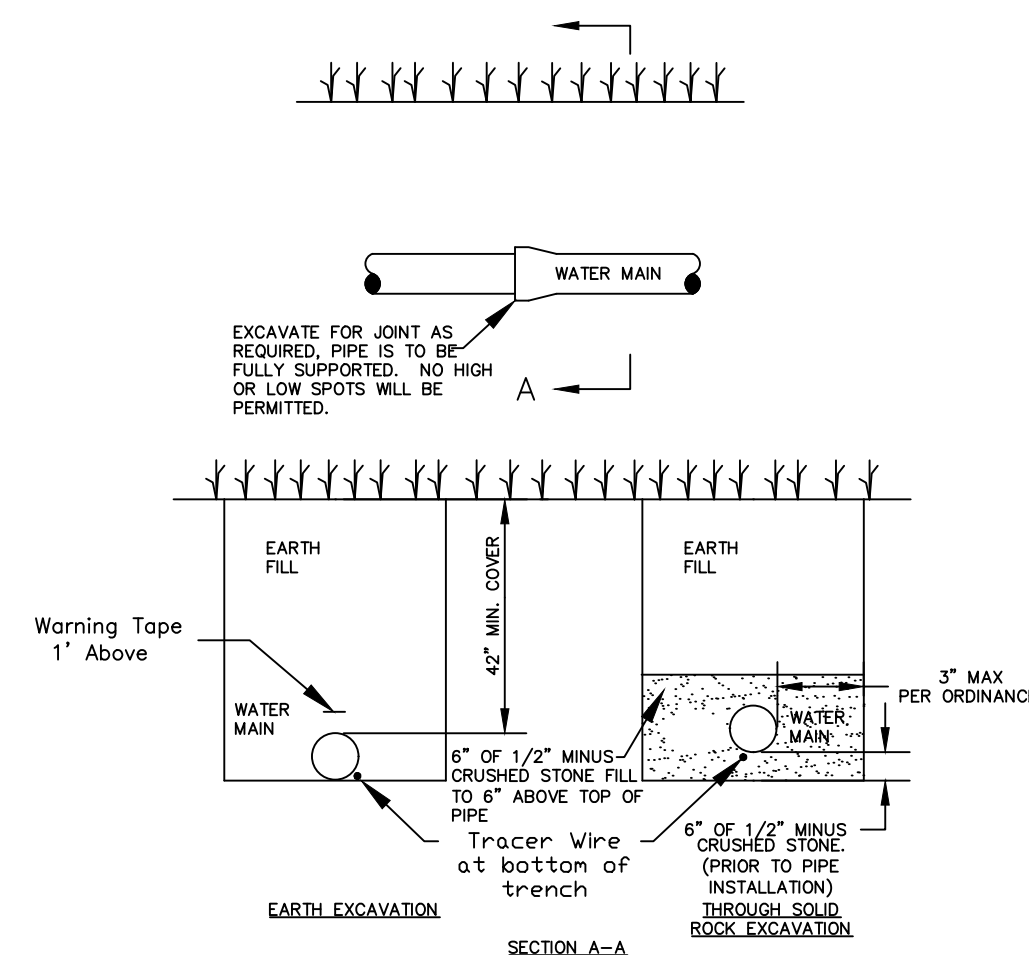 WATER MAIN
EXCAVATE FOR JOINT AS
REQUIRED, PIPE IS TO BE
FULLY SUPPORTED. NO HIGH
OR LOW SPOTS WILL BE
PERMITTED.
A
EARTH
FILL
42" MIN. COVER
EARTH
FILL
Warning Tape
1' Above
3" MAX
PER ORDINANCE
WATER
MAIN
WATER
MAIN
6" OF 1/2" MINUS
CRUSHED STONE FILL
TO 6" ABOVE TOP OF
PIPE
Tracer Wire
at bottom of
trench
6" OF 1/2" MINUS
CRUSHED STONE.
(PRIOR TO PIPE
INSTALLATION)
EARTH EXCAVATION
THROUGH SOLID
ROCK EXCAVATION
SECTION A-A